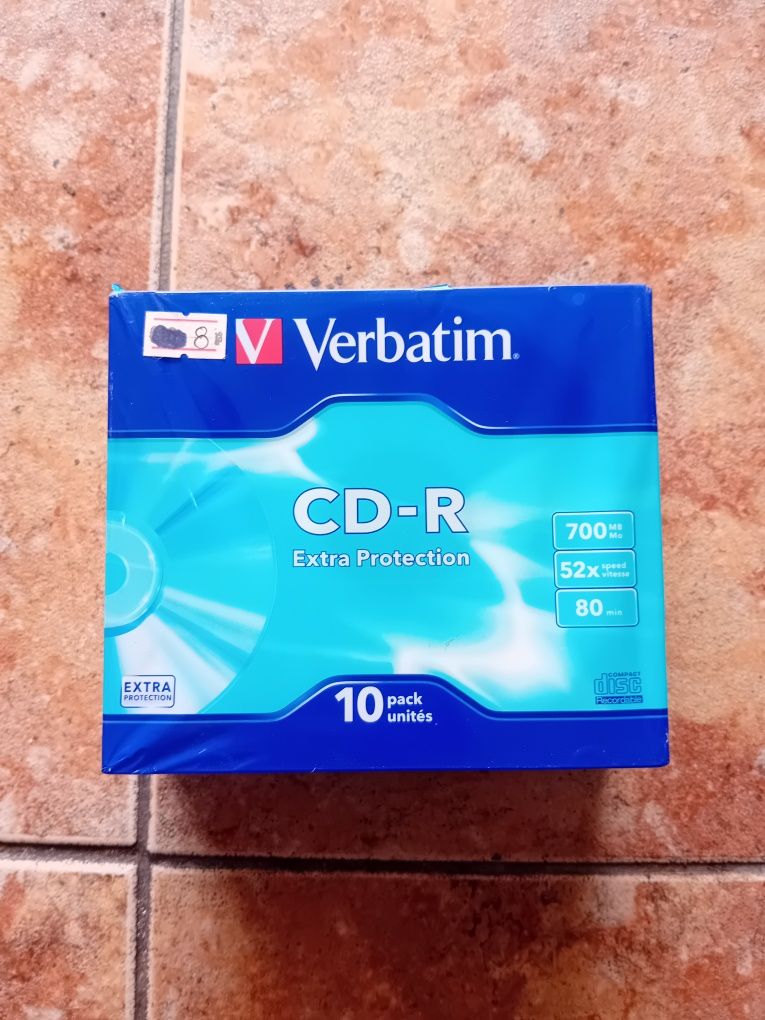 8
Verbatim
CD-R
Extra Protection
700 MB
Mo
52x speed
vitesse
80 min
EXTRA
PROTECTION
COMPACT
disc
Recordable
10 pack
unités